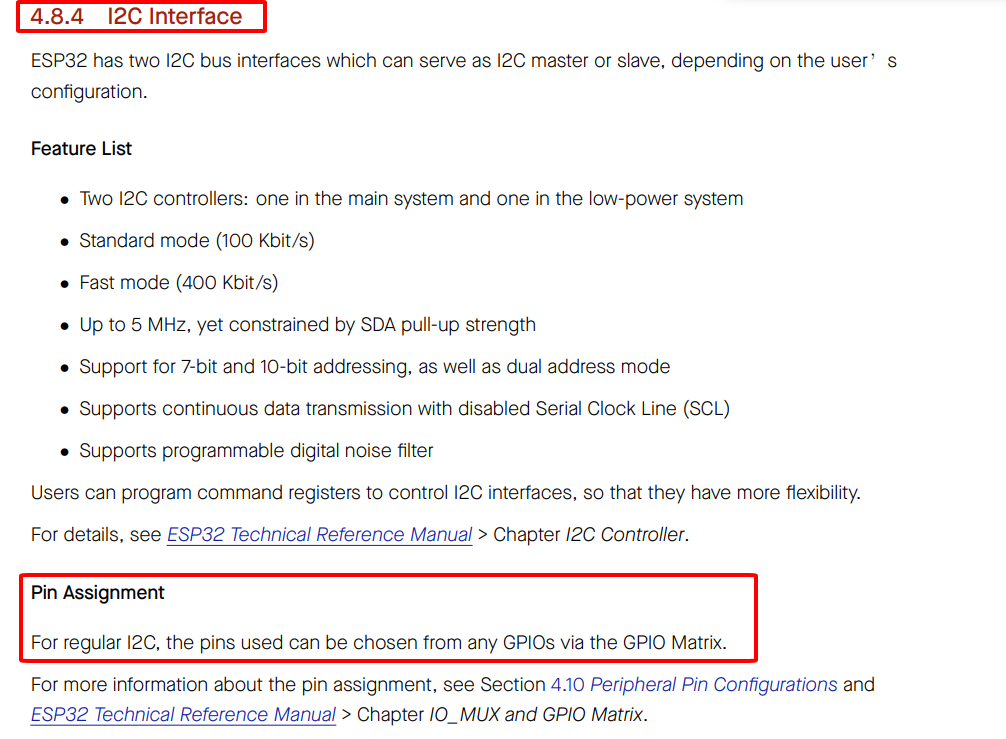 4.8.4 I2C Interface
ESP32 has two I2C bus interfaces which can serve as I2C master or slave, depending on the user’ s
configuration.
Feature List
• Two I2C controllers: one in the main system and one in the low-power system
• Standard mode (100 Kbit/s)
• Fast mode (400 Kbit/s)
• Up to 5 MHz, yet constrained by SDA pull-up strength
• Support for 7-bit and 10-bit addressing, as well as dual address mode
• Supports continuous data transmission with disabled Serial Clock Line (SCL)
• Supports programmable digital noise filter
Users can program command registers to control I2C interfaces, so that they have more flexibility.
For details, see ESP32 Technical Reference Manual > Chapter I2C Controller.
Pin Assignment
For regular I2C, the pins used can be chosen from any GPIOs via the GPIO Matrix.
For more information about the pin assignment, see Section 4.10 Peripheral Pin Configurations and
ESP32 Technical Reference Manual > Chapter IO_MUX and GPIO Matrix.